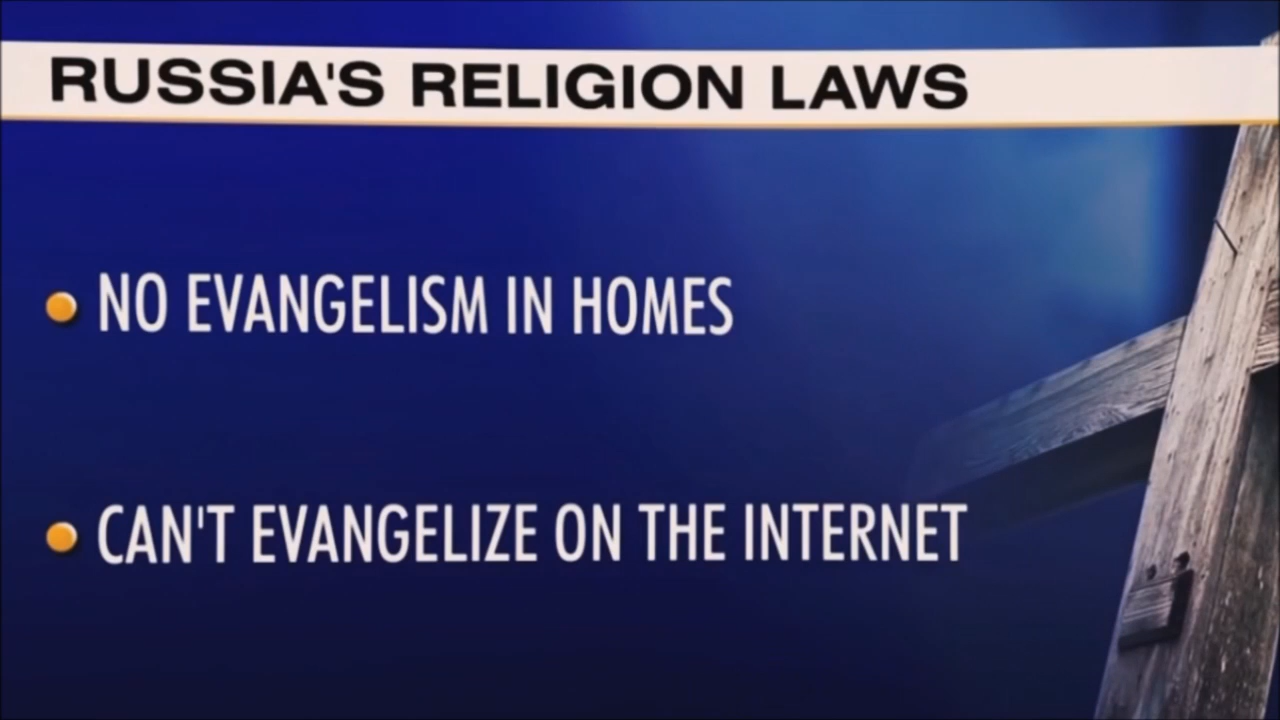 RUSSIA'S RELIGION LAWS
NO EVANGELISM IN HOMES
CAN'T EVANGELIZE ON THE INTERNET